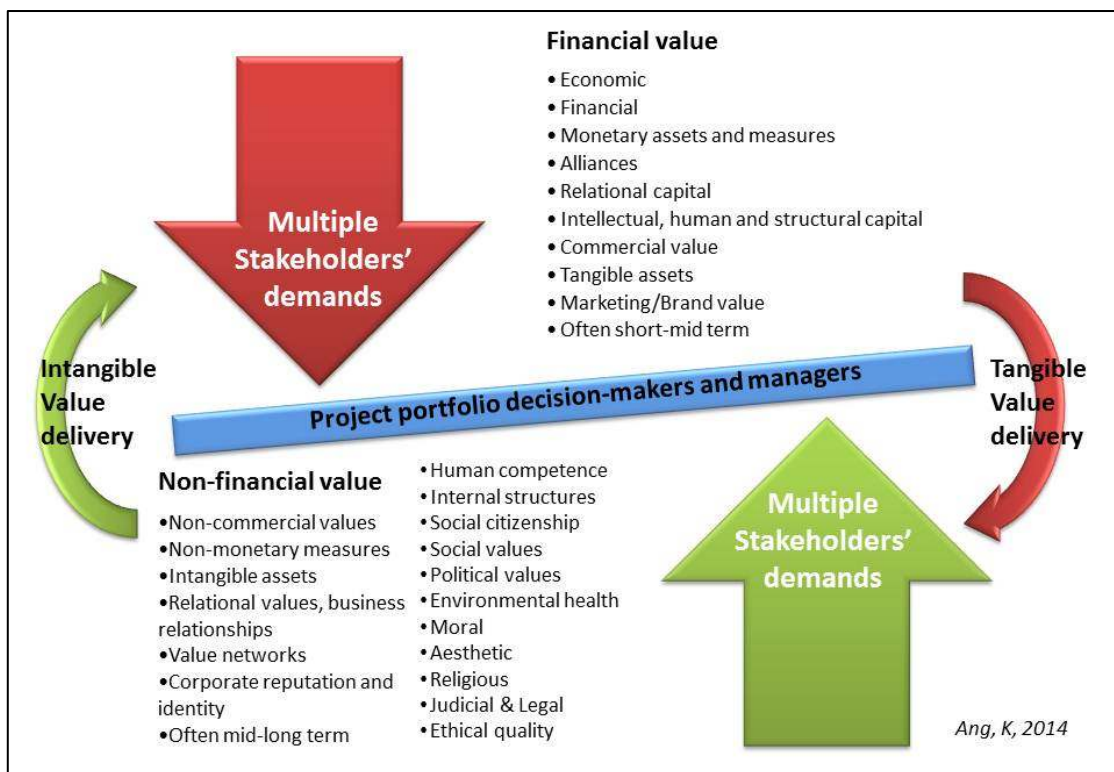 Financial value
•Economic
•Financial
•Monetary assets and measures
•Alliances
•Relational capital
•Intellectual, human and structural capital
•Commercial value
•Tangible assets
•Marketing/Brand value
•Often short-mid term
Multiple
Stakeholders’
demands
Intangible
Value
delivery
Project portfolio decision-makers and managers
Tangible
Value
delivery
Non-financial value
•Non-commercial values
•Non-monetary measures
•Intangible assets
•Relational values, business
relationships
•Value networks
•Corporate reputation and
identity
•Often mid-long term
•Human competence
•Internal structures
•Social citizenship
•Social values
•Political values
•Environmental health
•Moral
•Aesthetic
•Religious
•Judicial & Legal
•Ethical quality
Multiple
Stakeholders’
demands
Ang, K, 2014